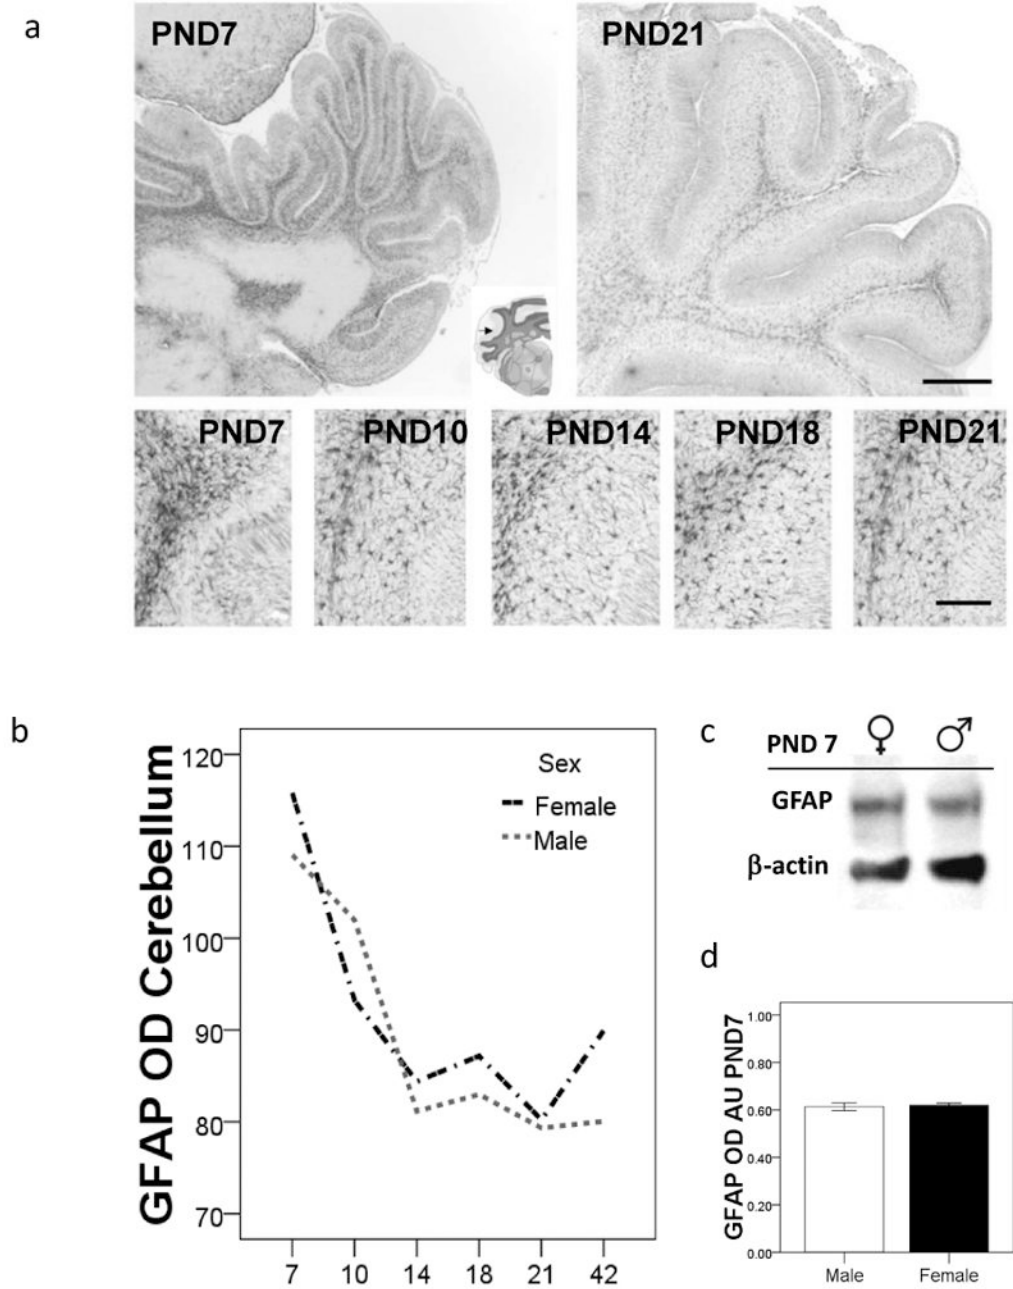 a
PND7
PND21
PND7
PND10
PND14
PND18
PND21
b
GFAP OD Cerebellum
120
110
100
90
80
70
Sex
Female
Male
7
10
14
18
21
42
c
PND 7 ♀ ♂
GFAP
β-actin
d
GFAP OD AU PND7
1.00
0.80
0.60
0.40
0.20
0.00
Male
Female